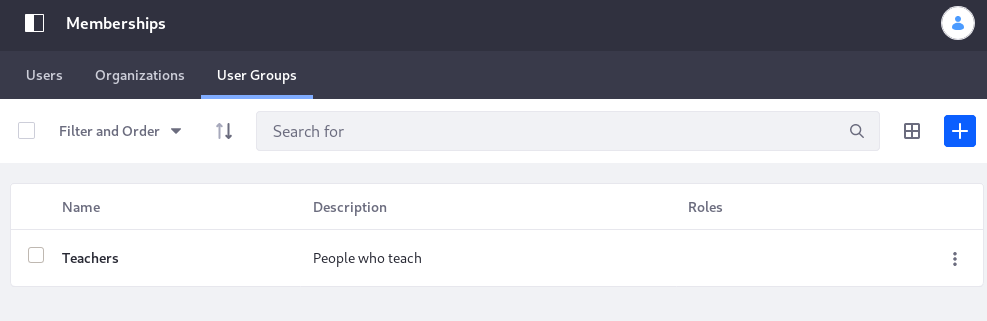 Memberships
Users Organizations User Groups
Filter and Order Search for
Name Description Roles
Teachers People who teach